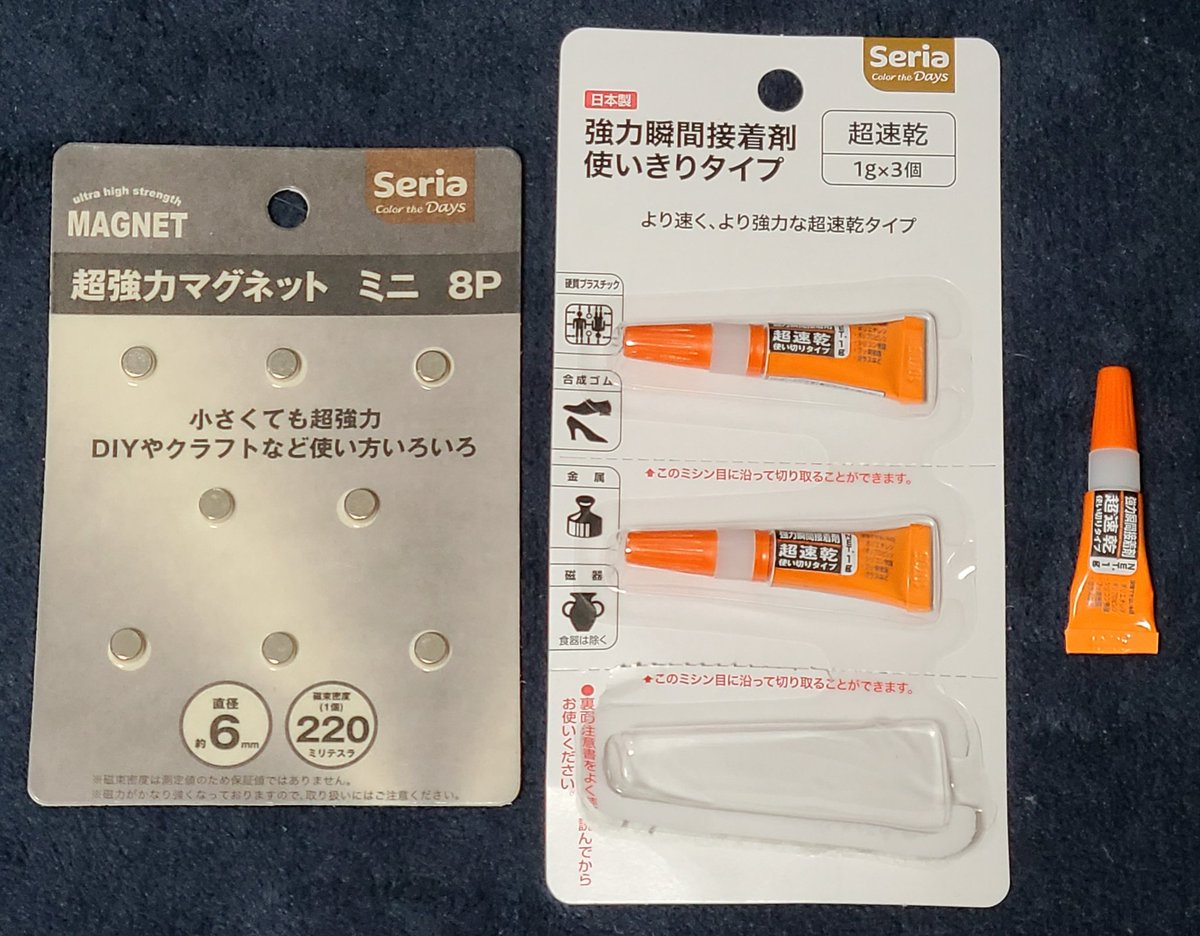 ultra high strength
MAGNET
Seria
Color the Days
超強力マグネット ミニ 8P
小さくても超強力
DIYやクラフトなど使い方いろいろ
直径
約6mm
磁束密度
(1個)
220
ミリテスラ
※磁束密度は測定値のため保証値ではありません。
※磁力がかなり強くなっておりますので、取り扱いにはご注意ください。
Seria
Color the Days
日本製
強力瞬間接着剤
使いきりタイプ
超速乾
1g×3個
より速く、より強力な超速乾タイプ
硬質プラスチック
合成ゴム
金属
磁器
食器は除く
超速乾
使い切りタイプ
このミシン目に沿って切り取ることができます。
強力瞬間接着剤
超速乾
使い切りタイプ
このミシン目に沿って切り取ることができます。
●裏面注意書をよく
読んでから
お使いください。
強力瞬間接着剤
超速乾
使い切りタイプ
NET. 1g